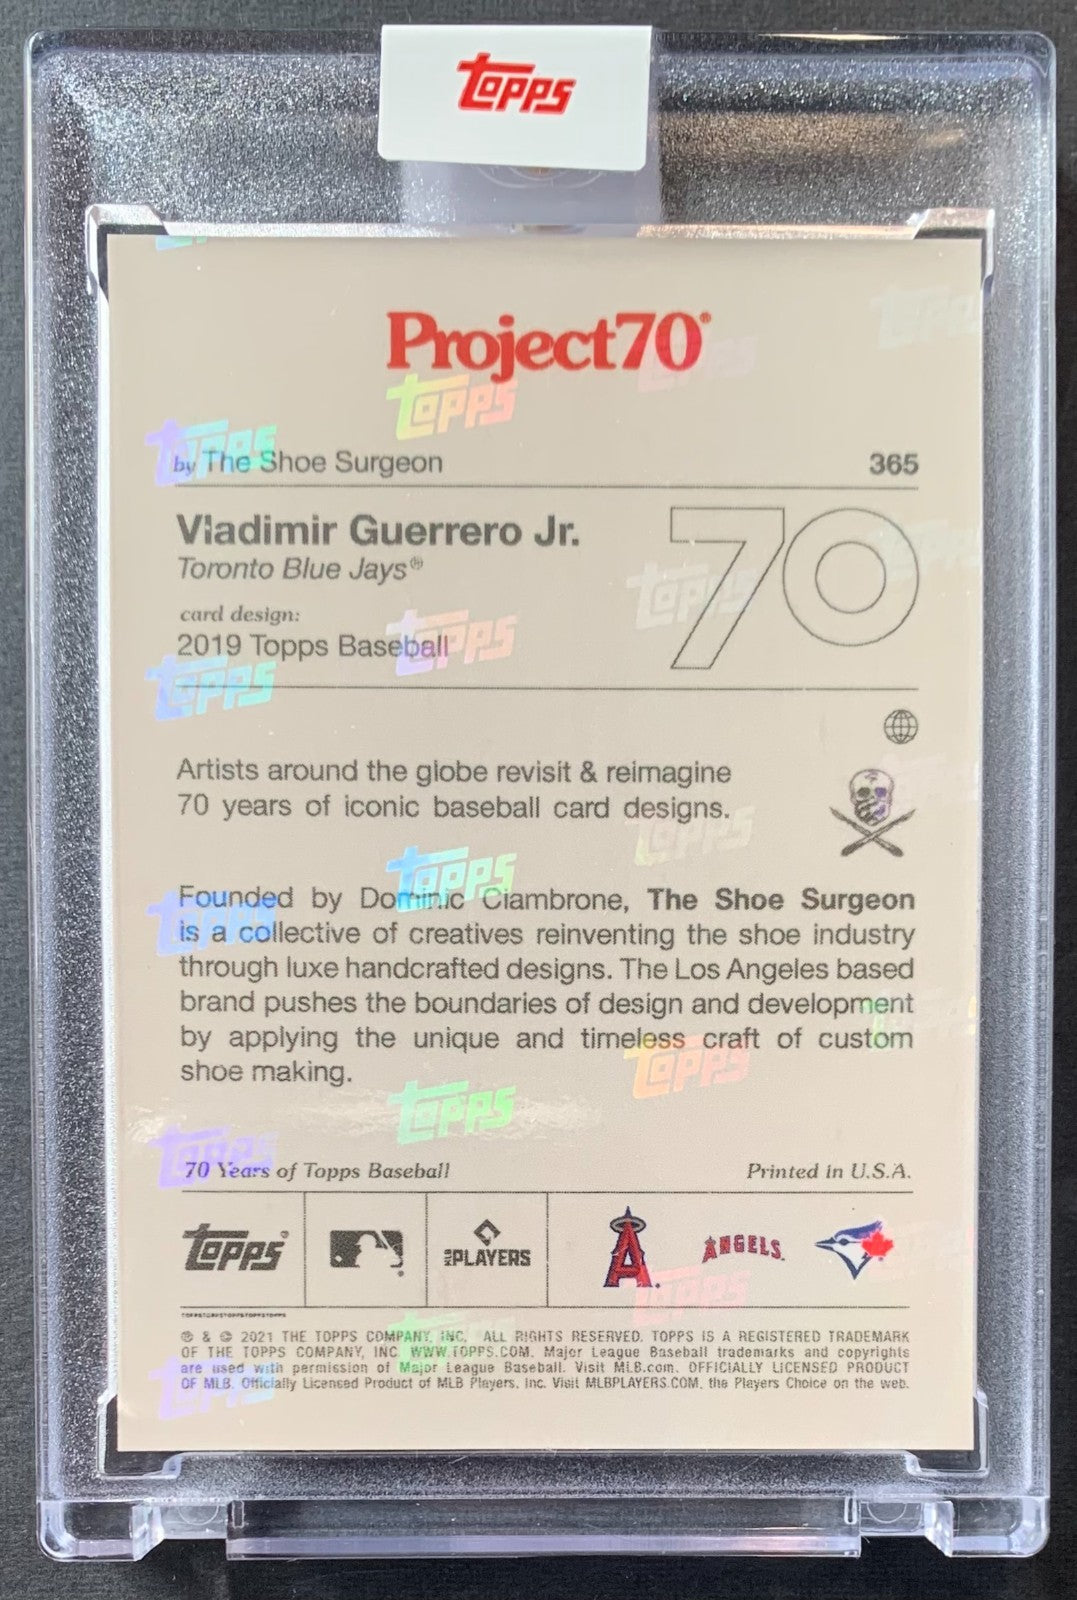 Topps
Project70®
by The Shoe Surgeon 365
Vladimir Guerrero Jr.
Toronto Blue Jays®
70
card design:
2019 Topps Baseball
Artists around the globe revisit & reimagine
70 years of iconic baseball card designs.
Founded by Dominic Ciambrone, The Shoe Surgeon
is a collective of creatives reinventing the shoe industry
through luxe handcrafted designs. The Los Angeles based
brand pushes the boundaries of design and development
by applying the unique and timeless craft of custom
shoe making.
70 Years of Topps Baseball Printed in U.S.A.
Topps® MLB PLAYERS A ANGELS
® & © 2021 THE TOPPS COMPANY, INC. ALL RIGHTS RESERVED. TOPPS IS A REGISTERED TRADEMARK
OF THE TOPPS COMPANY, INC. WWW.TOPPS.COM. Major League Baseball trademarks and copyrights
are used with permission of Major League Baseball. Visit MLB.com. OFFICIALLY LICENSED PRODUCT
OF MLB. Officially Licensed Product of MLB Players, Inc. Visit MLBPLAYERS.COM, the Players Choice on the web.